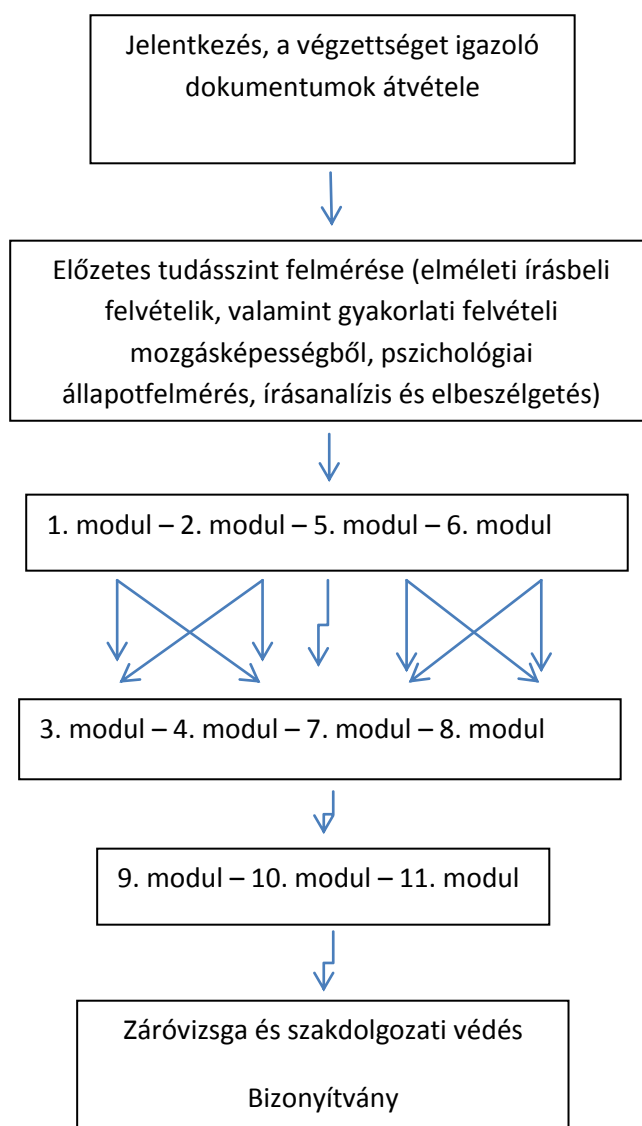 Jelentkezés, a végzettséget igazoló
dokumentumok átvétele
Előzetes tudásszint felmérése (elméleti írásbeli
felvételik, valamint gyakorlati felvételi
mozgásképességből, pszichológiai
állapotfelmérés, írásanalízis és elbeszélgetés)
1. modul – 2. modul – 5. modul – 6. modul
3. modul – 4. modul – 7. modul – 8. modul
9. modul – 10. modul – 11. modul
Záróvizsga és szakdolgozati védés
Bizonyítvány